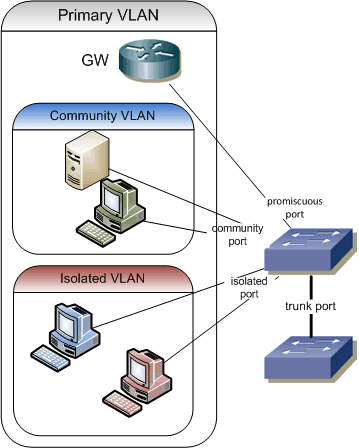 Primary VLAN
GW
Community VLAN
promiscuous
port
community
port
Isolated VLAN
isolated
port
trunk port